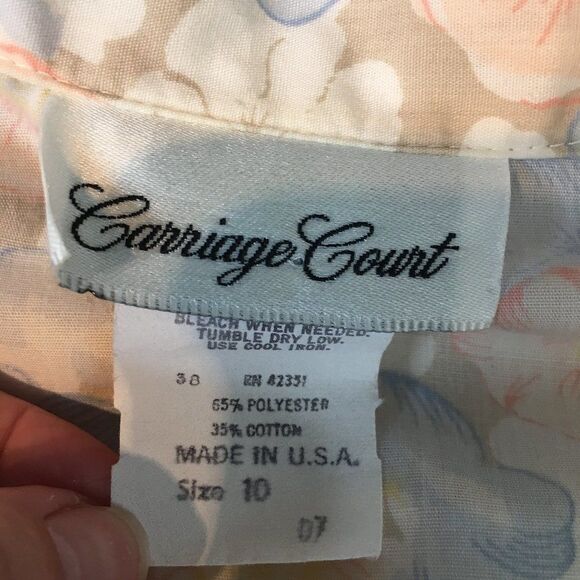 Carriage Court
BLEACH WHEN NEEDED.
TUMBLE DRY LOW.
USE COOL IRON.
38 RN 42351
65% POLYESTER
35% COTTON
MADE IN U.S.A.
Size 10
07